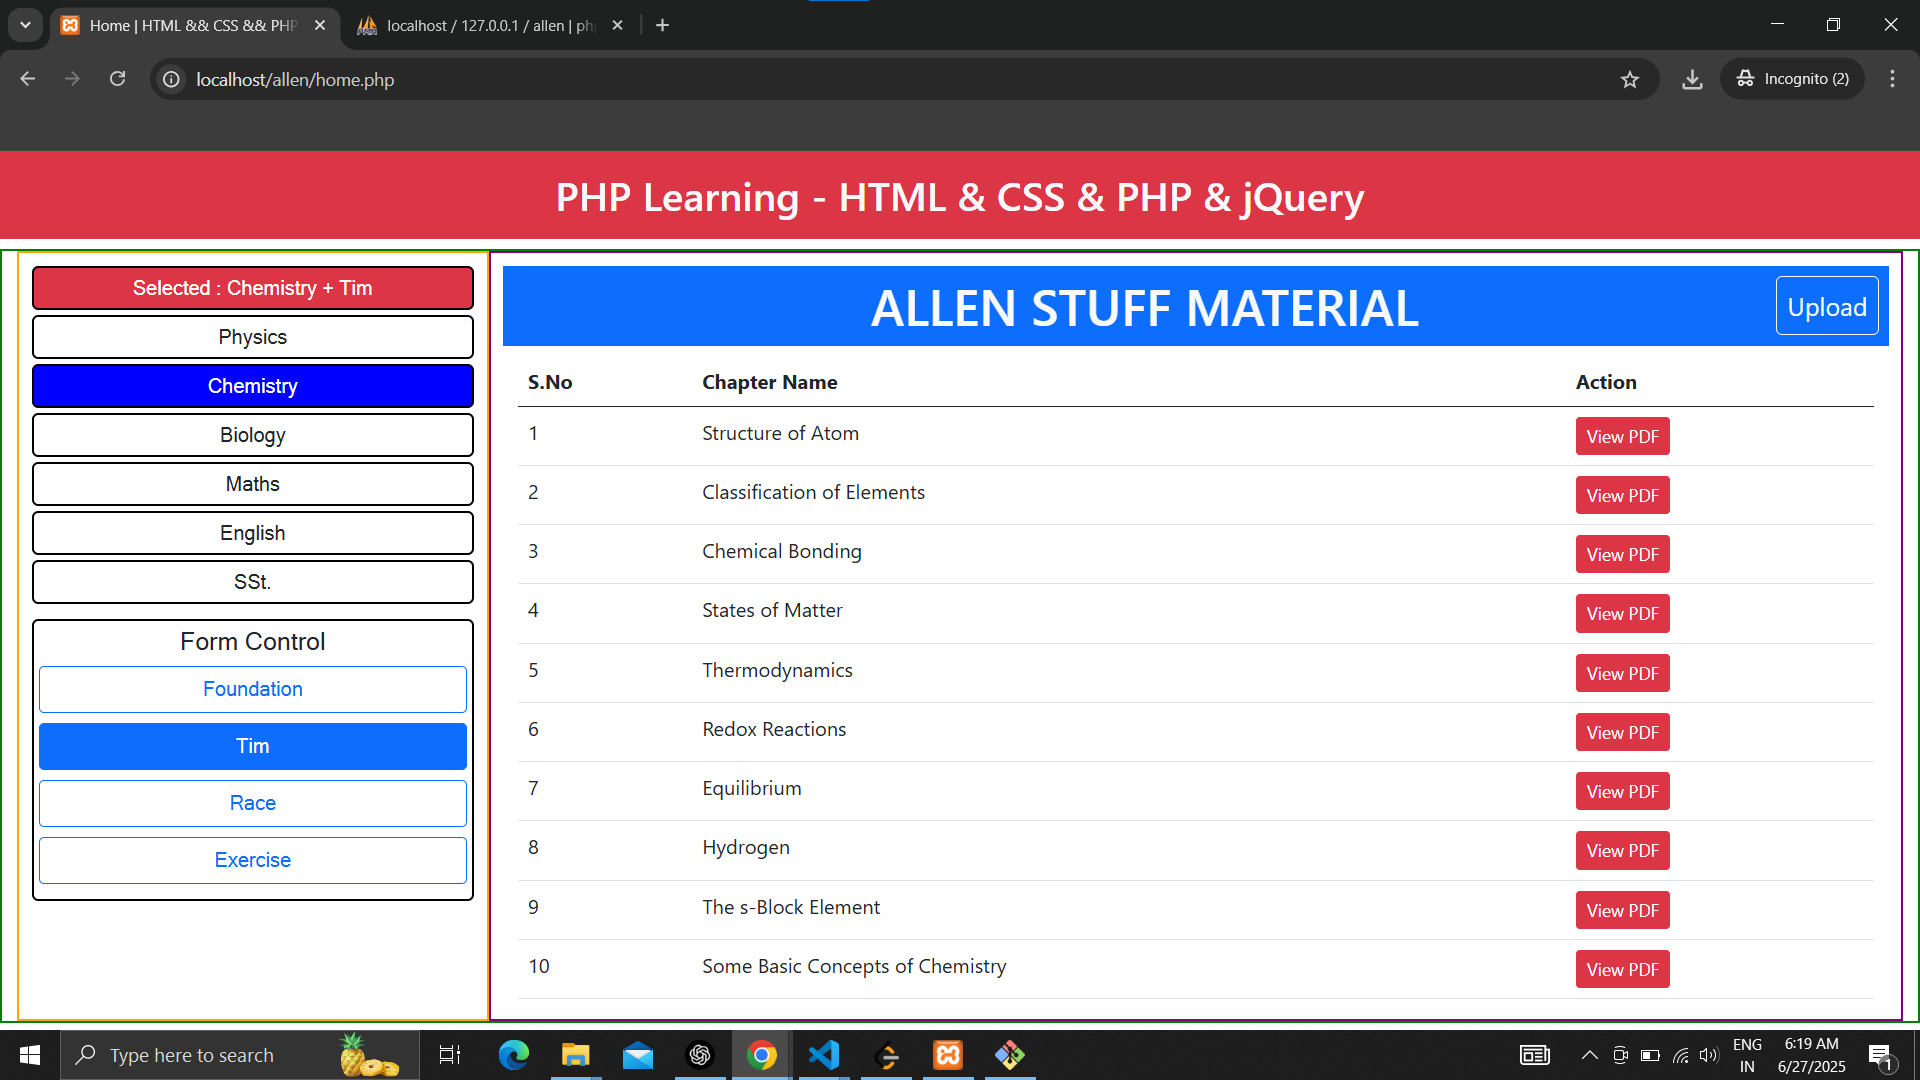 Home | HTML && CSS && PHP
localhost / 127.0.0.1 / allen | ph
localhost/allen/home.php
Incognito (2)
PHP Learning - HTML & CSS & PHP & jQuery
Selected : Chemistry + Tim
Physics
Chemistry
Biology
Maths
English
SSt.
Form Control
Foundation
Tim
Race
Exercise
ALLEN STUFF MATERIAL
Upload
S.No Chapter Name Action
1 Structure of Atom View PDF
2 Classification of Elements View PDF
3 Chemical Bonding View PDF
4 States of Matter View PDF
5 Thermodynamics View PDF
6 Redox Reactions View PDF
7 Equilibrium View PDF
8 Hydrogen View PDF
9 The s-Block Element View PDF
10 Some Basic Concepts of Chemistry View PDF
Type here to search
ENG
IN
6:19 AM
6/27/2025
1